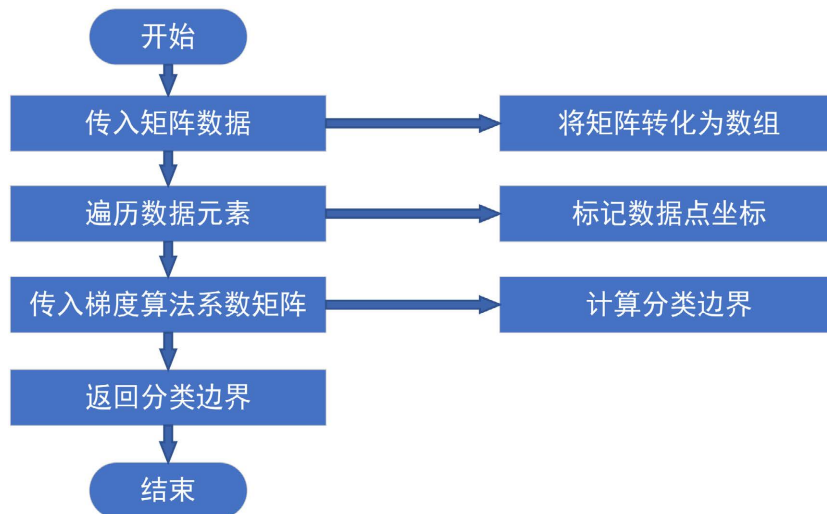 开始
传入矩阵数据
将矩阵转化为数组
遍历数据元素
标记数据点坐标
传入梯度算法系数矩阵
计算分类边界
返回分类边界
结束